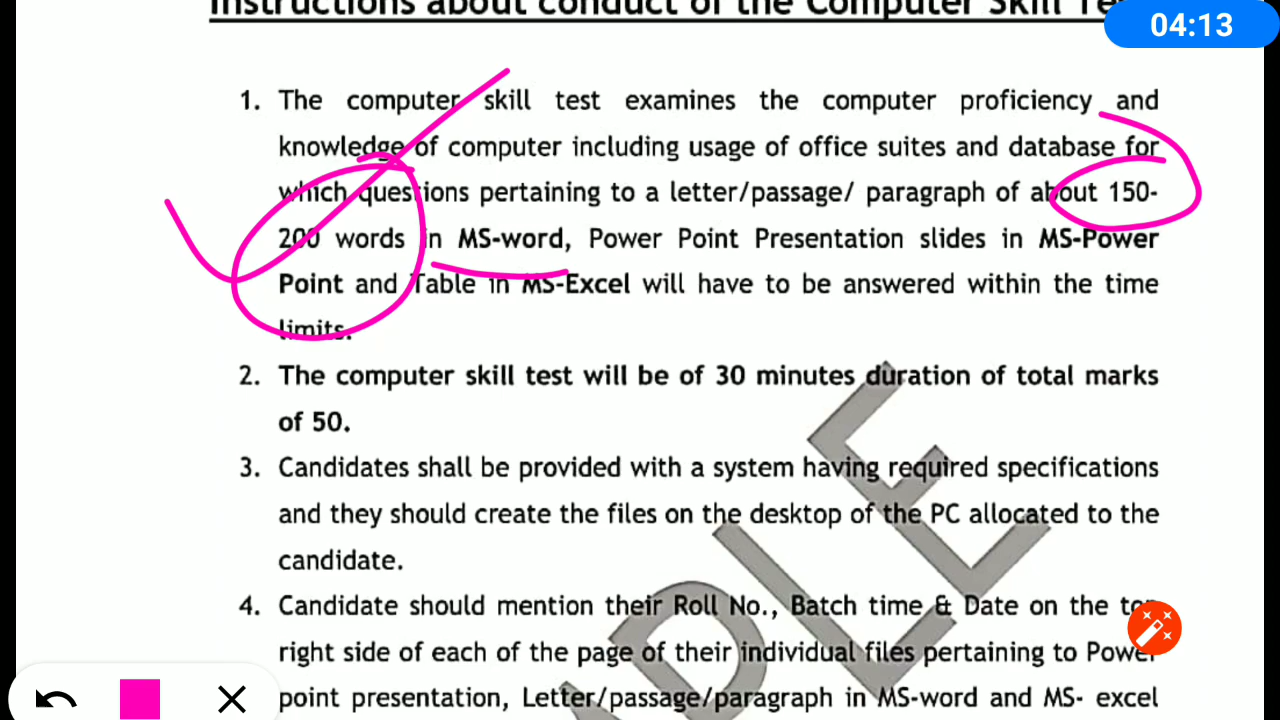 Instructions about conduct of the Computer Skill Te
04:13
1. The computer skill test examines the computer proficiency and
knowledge of computer including usage of office suites and database for
which questions pertaining to a letter/passage/ paragraph of about 150-
200 words in MS-word, Power Point Presentation slides in MS-Power
Point and Table in MS-Excel will have to be answered within the time
limits.
2. The computer skill test will be of 30 minutes duration of total marks
of 50.
3. Candidates shall be provided with a system having required specifications
and they should create the files on the desktop of the PC allocated to the
candidate.
4. Candidate should mention their Roll No., Batch time & Date on the top
right side of each of the page of their individual files pertaining to Power
point presentation, Letter/passage/paragraph in MS-word and MS- excel